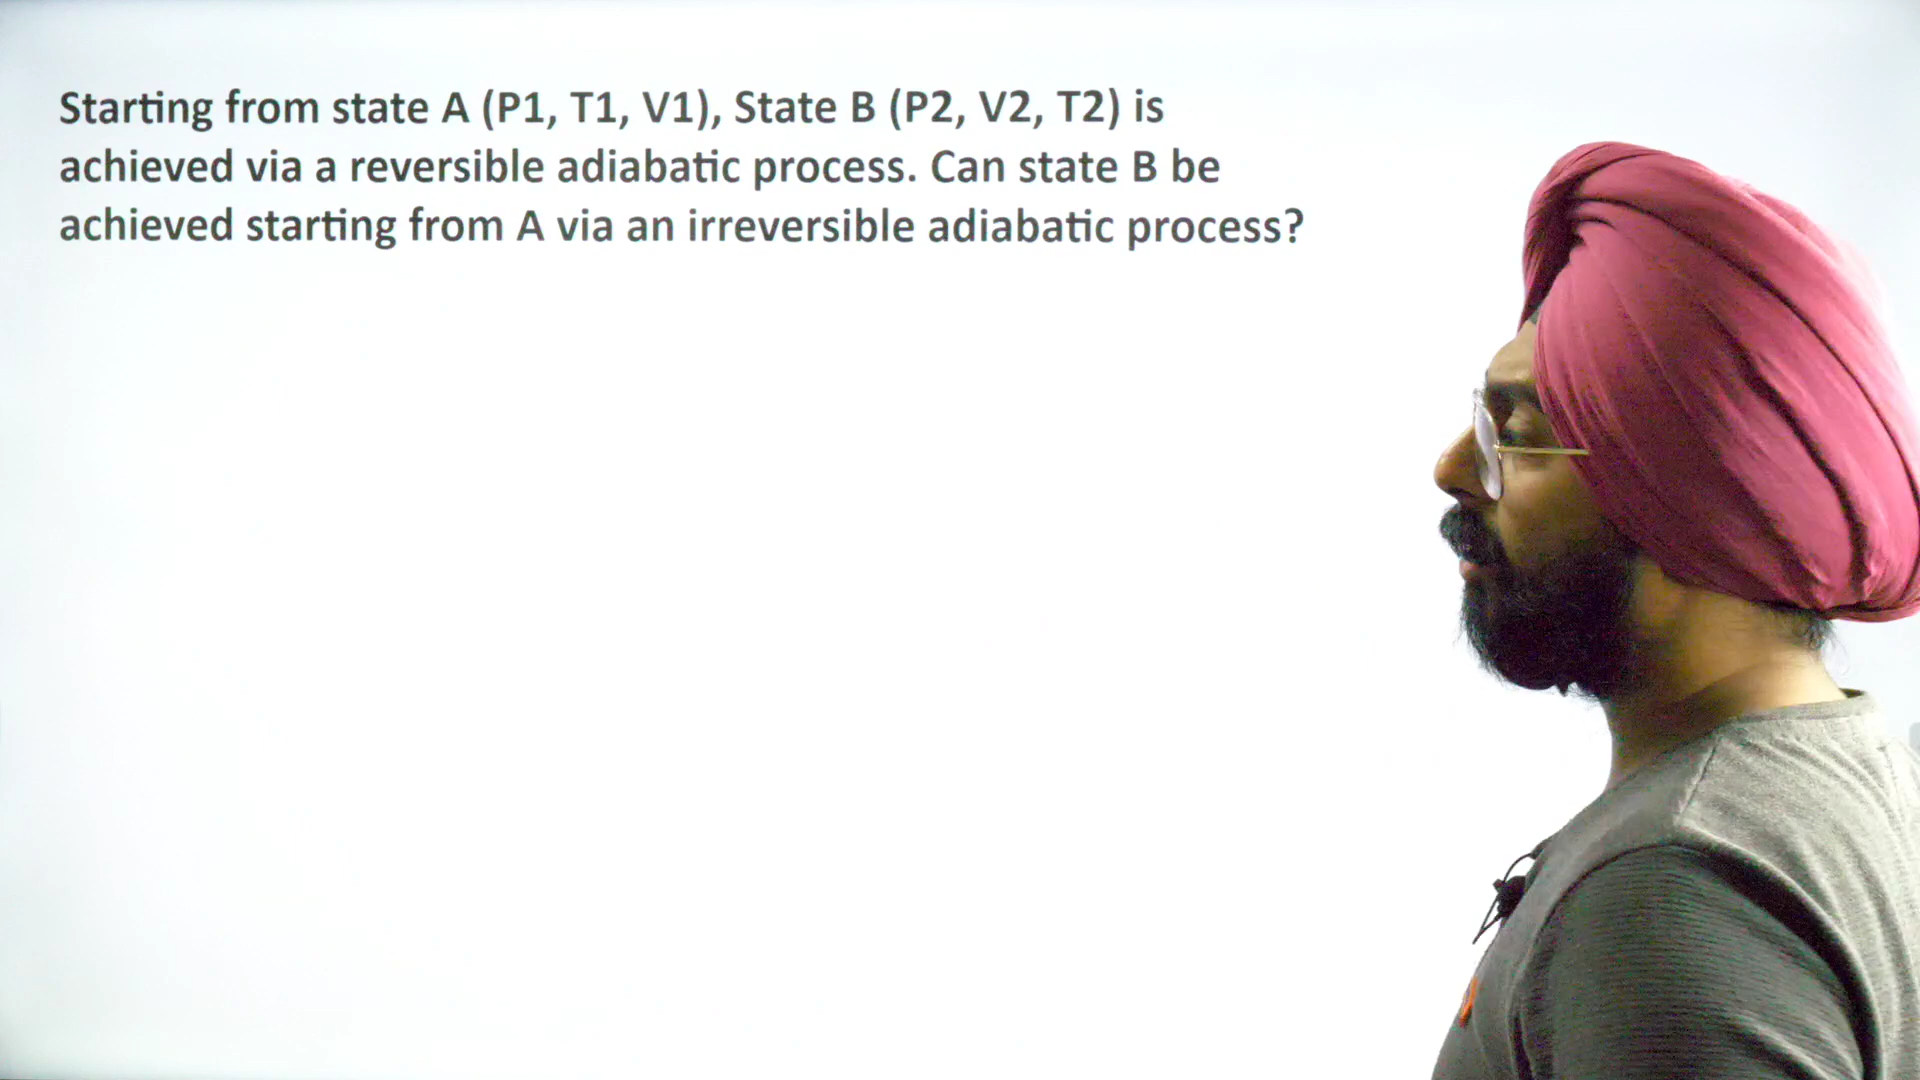 Starting from state A (P1, T1, V1), State B (P2, V2, T2) is
achieved via a reversible adiabatic process. Can state B be
achieved starting from A via an irreversible adiabatic process?